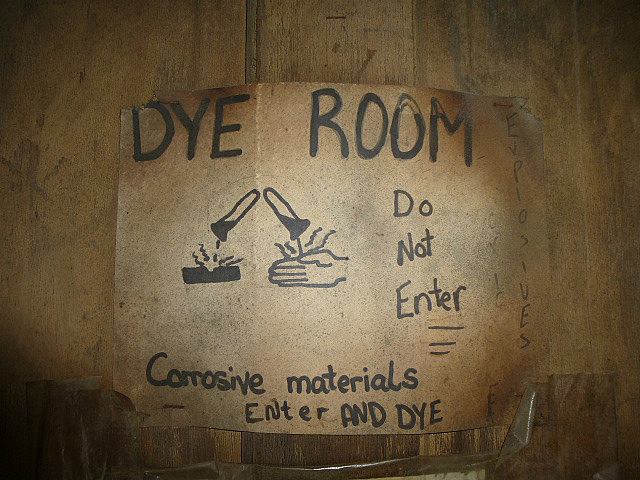 DYE ROOM
Do
Not
Enter
Corrosive materials
Enter AND DYE
EXPLOSIVES